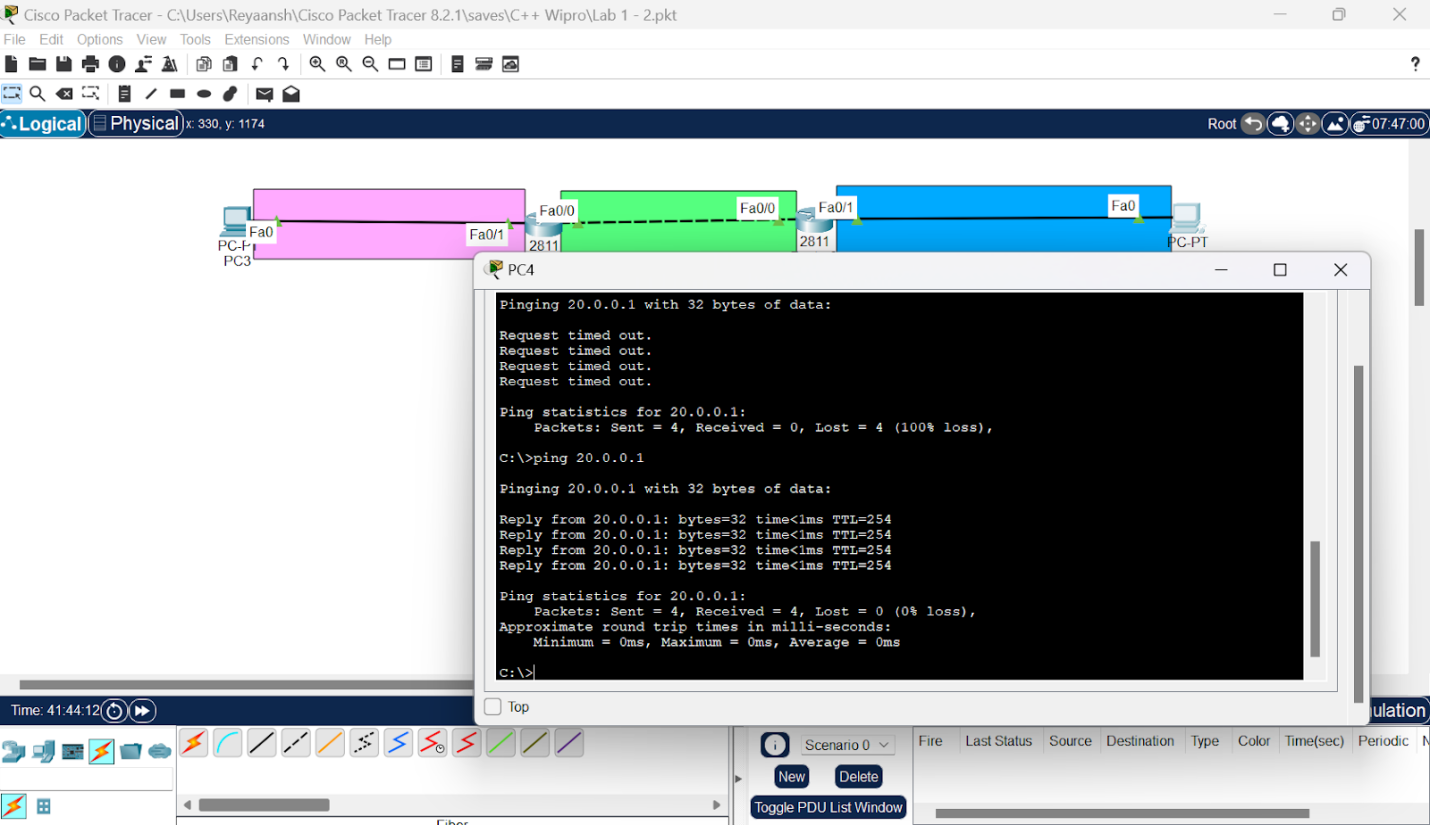 Cisco Packet Tracer - C:\Users\Reyaansh\Cisco Packet Tracer 8.2.1\saves\C++ Wipro\Lab 1 - 2.pkt
File Edit Options View Tools Extensions Window Help
?
Logical Physical x: 330, y: 1174 Root 07:47:00
Fa0 Fa0/1 Fa0/0 Fa0/0 Fa0/1 Fa0
PC-P 2811 2811 PC-PT
PC3
PC4
Pinging 20.0.0.1 with 32 bytes of data:
Request timed out.
Request timed out.
Request timed out.
Request timed out.
Ping statistics for 20.0.0.1:
Packets: Sent = 4, Received = 0, Lost = 4 (100% loss),
C:\>ping 20.0.0.1
Pinging 20.0.0.1 with 32 bytes of data:
Reply from 20.0.0.1: bytes=32 time<1ms TTL=254
Reply from 20.0.0.1: bytes=32 time<1ms TTL=254
Reply from 20.0.0.1: bytes=32 time<1ms TTL=254
Reply from 20.0.0.1: bytes=32 time<1ms TTL=254
Ping statistics for 20.0.0.1:
Packets: Sent = 4, Received = 4, Lost = 0 (0% loss),
Approximate round trip times in milli-seconds:
Minimum = 0ms, Maximum = 0ms, Average = 0ms
C:\>
Top
Time: 41:44:12 ulation
Scenario 0
New Delete
Toggle PDU List Window
Fire Last Status Source Destination Type Color Time(sec) Periodic N
Fiber